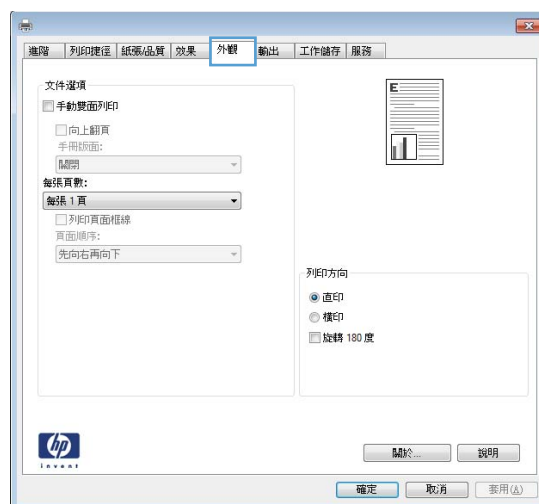 進階 列印捷徑 紙張/品質 效果 外觀 輸出 工作儲存 服務
文件選項
手動雙面列印
向上翻頁
手冊版面:
關閉
每張頁數:
每張 1 頁
列印頁面框線
頁面順序:
先向右再向下
E
列印方向
直印
橫印
旋轉 180 度
hp
invent
關於... 說明
確定 取消 套用(A)